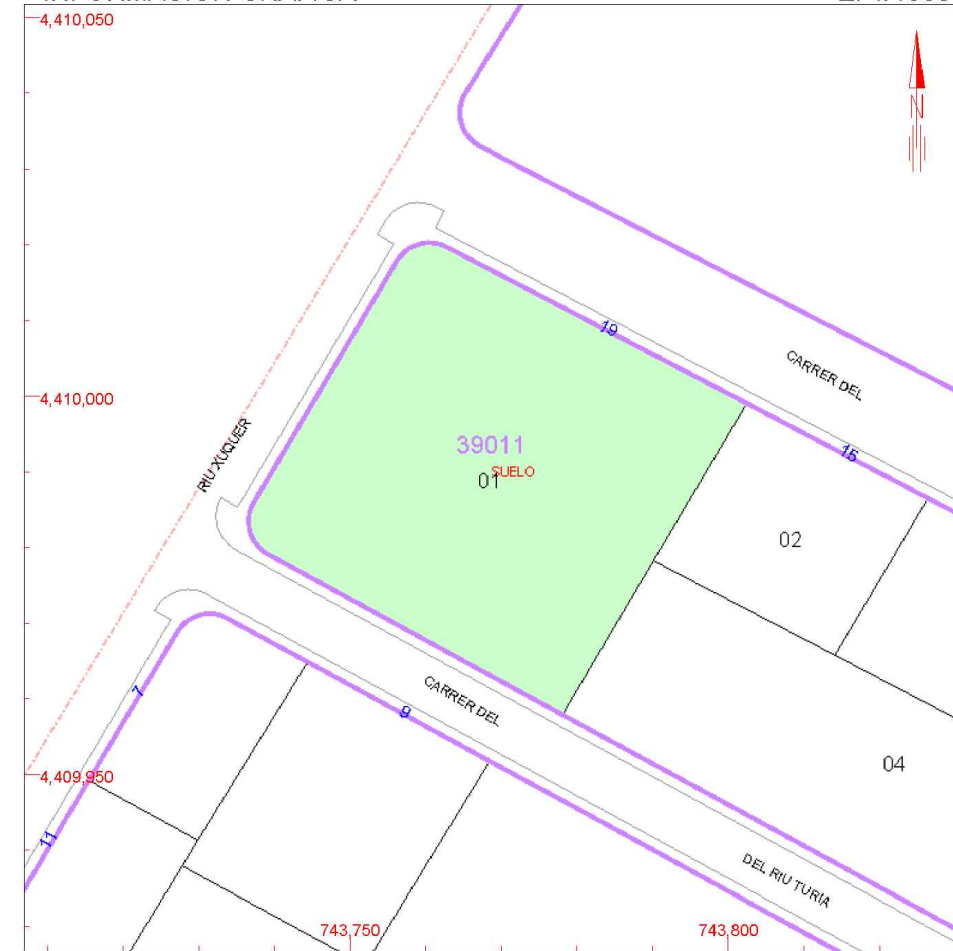 4,410,050
N
19
CARRER DEL
4,410,000
RIU XUQUER
39011
SUELO
01
15
02
CARRER DEL
7
9
04
4,409,950
11
DEL RIU TURIA
743,750
743,800